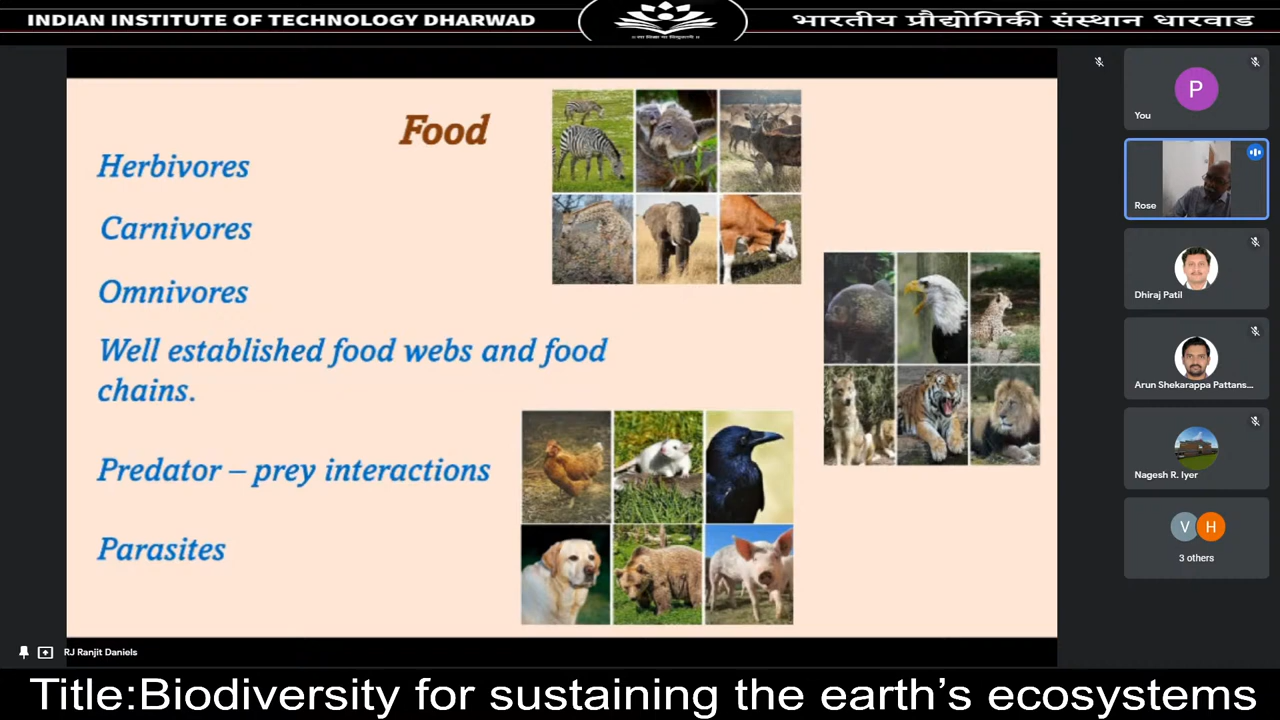 INDIAN INSTITUTE OF TECHNOLOGY DHARWAD
भारतीय प्रौद्योगिकी संस्थान धारवाड
Food
Herbivores
Carnivores
Omnivores
Well established food webs and food
chains.
Predator – prey interactions
Parasites
P
You
Rose
Dhiraj Patil
Arun Shekarappa Pattans...
Nagesh R. Iyer
V H
3 others
RJ Ranjit Daniels
Title:Biodiversity for sustaining the earth’s ecosystems